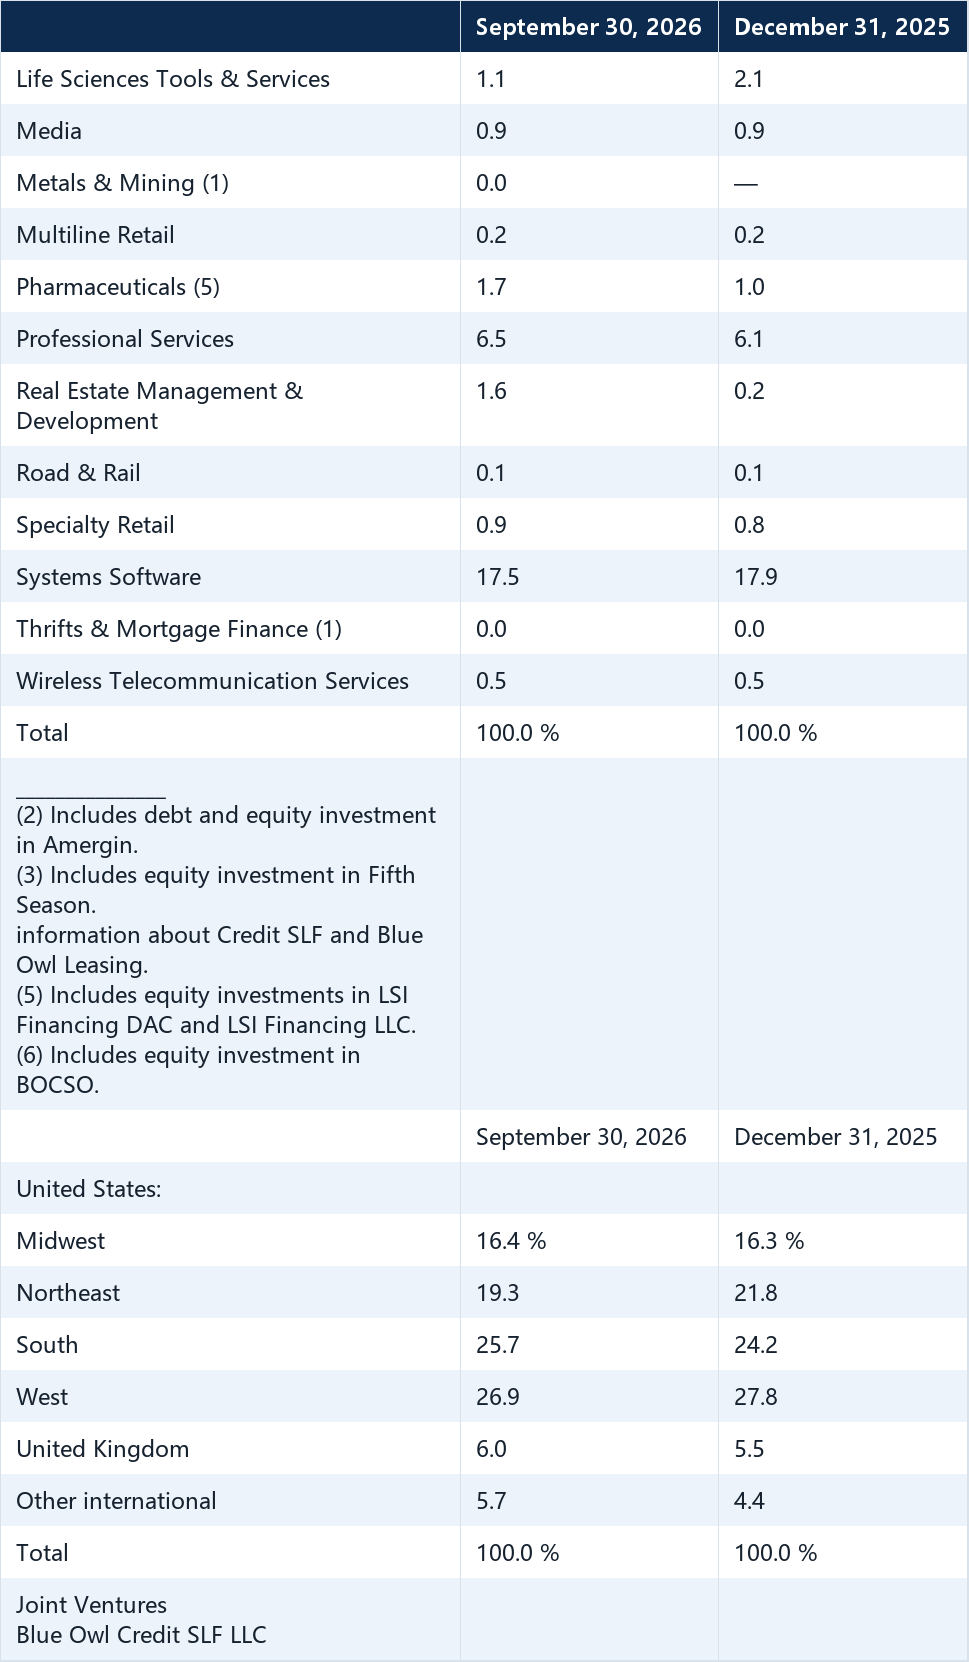 September 30, 2026 December 31, 2025
Life Sciences Tools & Services 1.1 2.1
Media 0.9 0.9
Metals & Mining (1) 0.0 —
Multiline Retail 0.2 0.2
Pharmaceuticals (5) 1.7 1.0
Professional Services 6.5 6.1
Real Estate Management & 1.6 0.2
Development
Road & Rail 0.1 0.1
Specialty Retail 0.9 0.8
Systems Software 17.5 17.9
Thrifts & Mortgage Finance (1) 0.0 0.0
Wireless Telecommunication Services 0.5 0.5
Total 100.0 % 100.0 %
_______________
(2) Includes debt and equity investment
in Amergin.
(3) Includes equity investment in Fifth
Season.
information about Credit SLF and Blue
Owl Leasing.
(5) Includes equity investments in LSI
Financing DAC and LSI Financing LLC.
(6) Includes equity investment in
BOCSO.
September 30, 2026 December 31, 2025
United States:
Midwest 16.4 % 16.3 %
Northeast 19.3 21.8
South 25.7 24.2
West 26.9 27.8
United Kingdom 6.0 5.5
Other international 5.7 4.4
Total 100.0 % 100.0 %
Joint Ventures
Blue Owl Credit SLF LLC